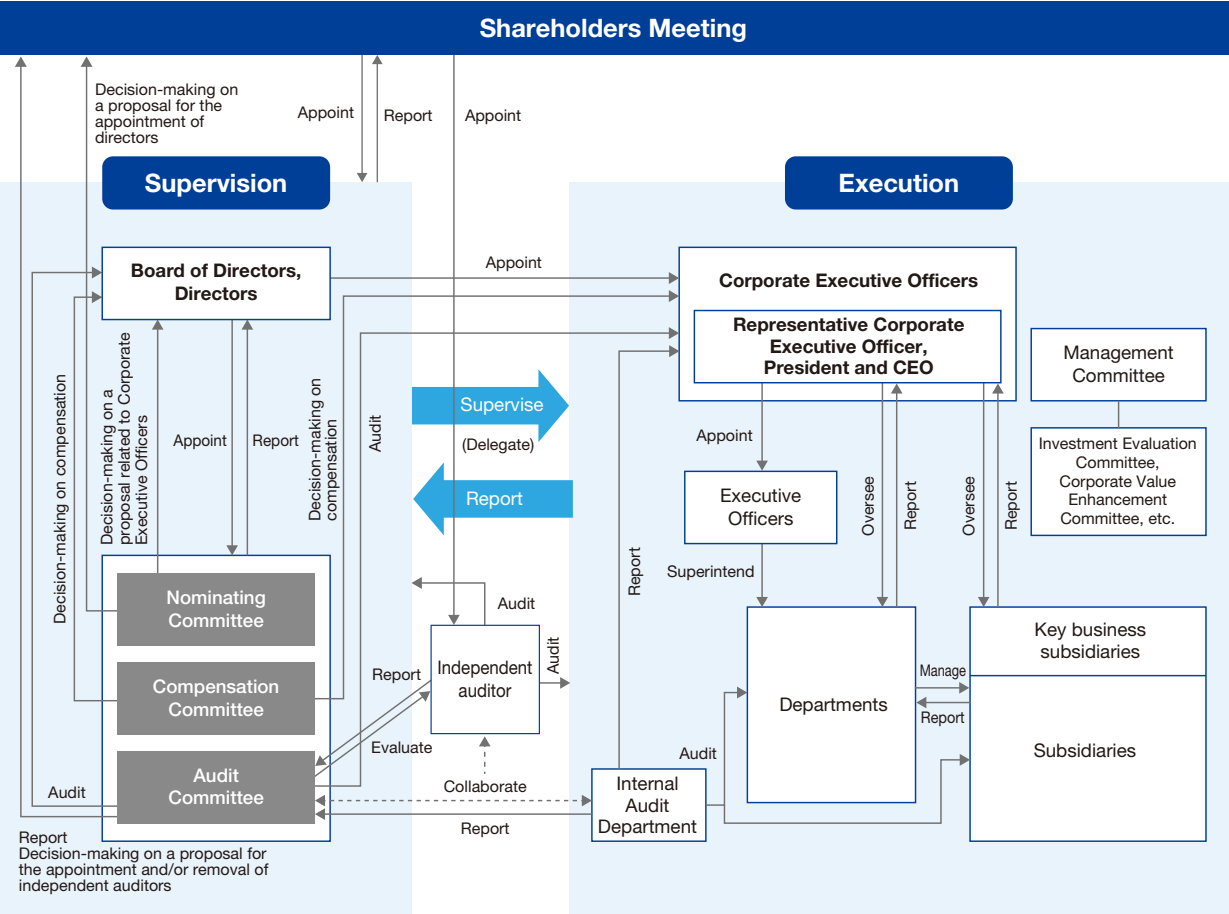 Shareholders Meeting
Decision-making on
a proposal for the
appointment of
directors
Appoint
Report
Appoint
Supervision
Execution
Board of Directors,
Directors
Appoint
Corporate Executive Officers
Representative Corporate
Executive Officer,
President and CEO
Management
Committee
Decision-making on compensation
Decision-making on a
proposal related to Corporate
Executive Officers
Appoint
Report
Decision-making on
compensation
Audit
Supervise
(Delegate)
Report
Appoint
Executive
Officers
Superintend
Oversee
Report
Oversee
Report
Investment Evaluation
Committee,
Corporate Value
Enhancement
Committee, etc.
Nominating
Committee
Compensation
Committee
Audit
Committee
Audit
Independent
auditor
Audit
Report
Evaluate
Collaborate
Report
Report
Internal
Audit
Department
Audit
Departments
Manage
Report
Key business
subsidiaries
Subsidiaries
Audit
Report
Decision-making on a proposal for
the appointment and/or removal of
independent auditors